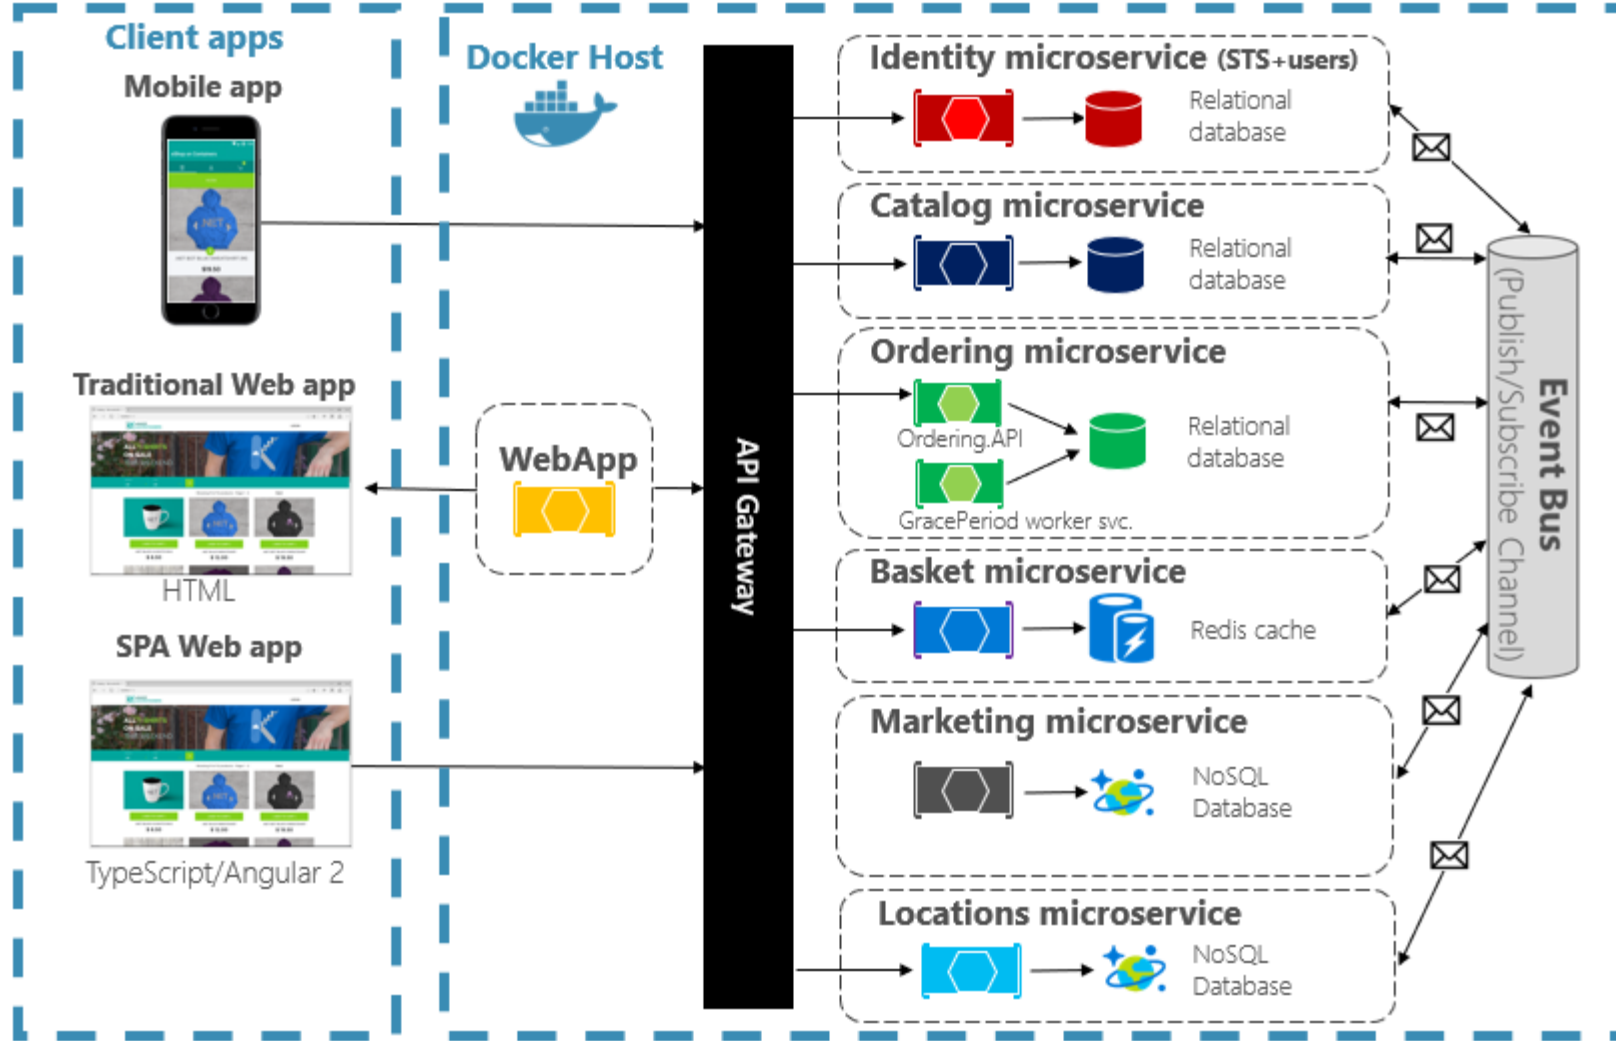 Client apps
Mobile app
Traditional Web app
HTML
SPA Web app
TypeScript/Angular 2
Docker Host
WebApp
API Gateway
Identity microservice (STS+users)
Relational
database
Catalog microservice
Relational
database
Ordering microservice
Ordering.API
Relational
database
GracePeriod worker svc.
Basket microservice
Redis cache
Marketing microservice
NoSQL
Database
Locations microservice
NoSQL
Database
Event Bus
(Publish/Subscribe Channel)